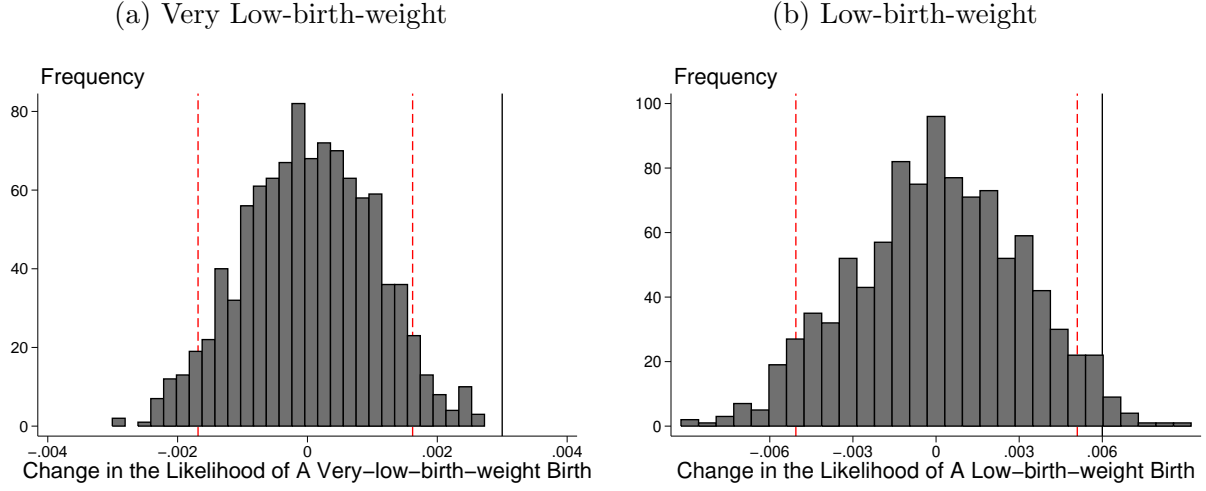 (a) Very Low-birth-weight
Frequency
80
60
40
20
0
−.004 −.002 0 .002 .004
Change in the Likelihood of A Very−low−birth−weight Birth
(b) Low-birth-weight
Frequency
100
80
60
40
20
0
−.006 −.003 0 .003 .006
Change in the Likelihood of A Low−birth−weight Birth